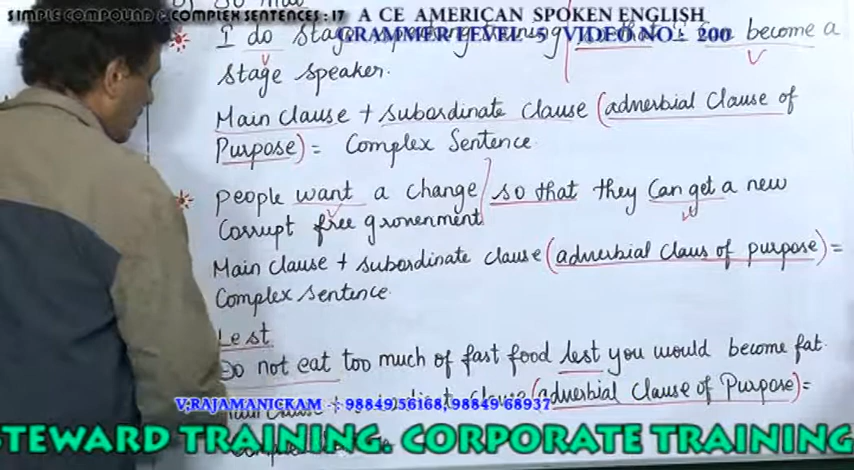 SIMPLE COMPOUND & COMPLEX SENTENCES : 17 A CE AMERICAN SPOKEN ENGLISH
GRAMMER LEVEL 5 VIDEO NO : 200
I do become a
stage speaker.
Main clause + subordinate clause (adverbial clause of
Purpose) = Complex Sentence
people want a change so that they can get a new
Corrupt free gronenment
Main clause + subordinate clause (adverbial claus of purpose) =
Complex sentence.
Lest
Do not eat too much of fast food lest you would become fat.
clause (adverbial clause of Purpose) =
V.RAJAMANICKAM - 98849 56168, 98849 68937
STEWARD TRAINING. CORPORATE TRAINING